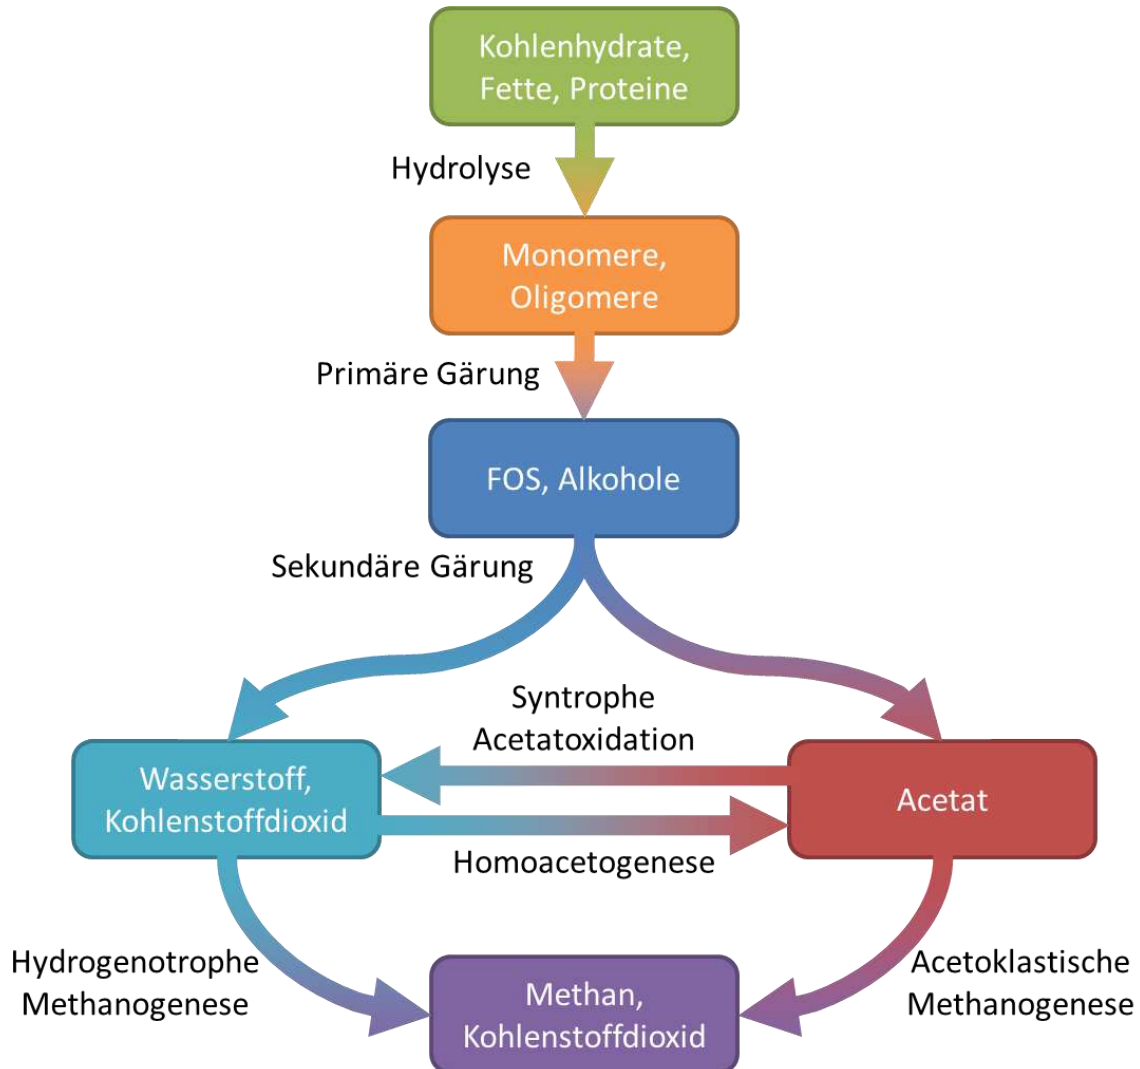 Kohlenhydrate,
Fette, Proteine
Hydrolyse
Monomere,
Oligomere
Primäre Gärung
FOS, Alkohole
Sekundäre Gärung
Syntrophe
Acetatoxidation
Wasserstoff,
Kohlenstoffdioxid
Acetat
Homoacetogenese
Hydrogenotrophe
Methanogenese
Methan,
Kohlenstoffdioxid
Acetoklastische
Methanogenese